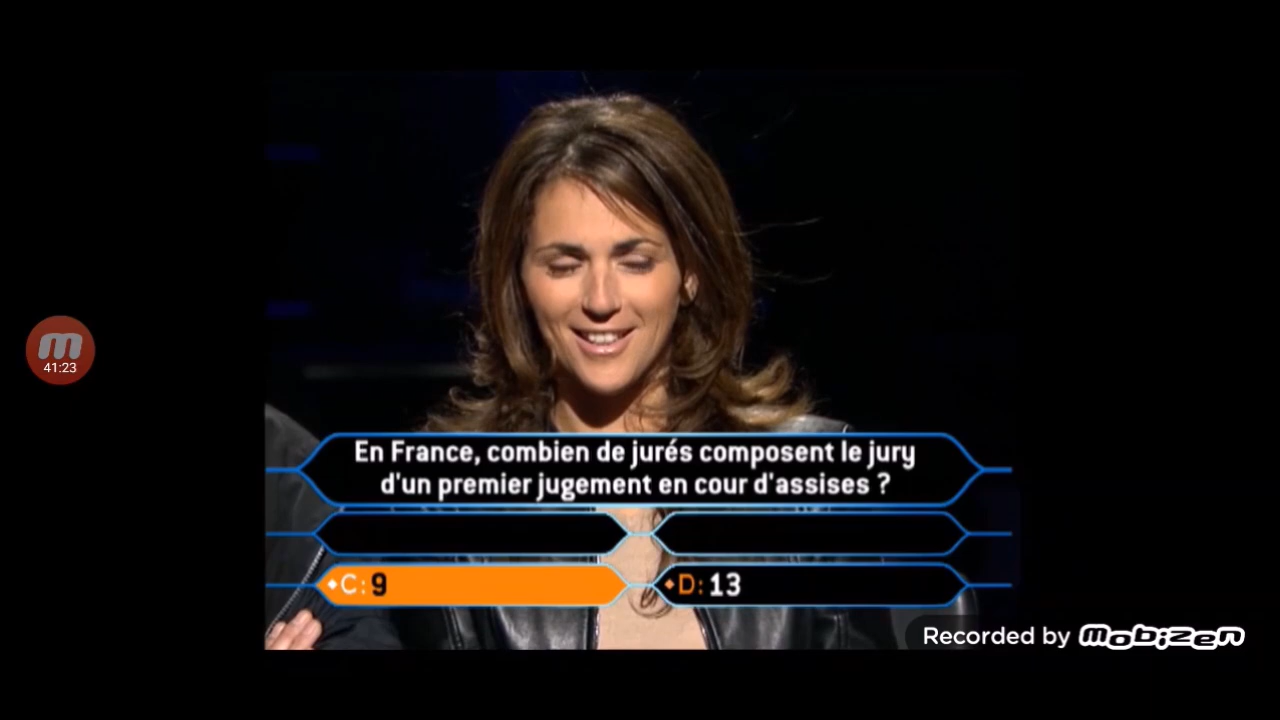 En France, combien de jurés composent le jury
d'un premier jugement en cour d'assises ?
C: 9
D: 13
41:23
Recorded by mobizen